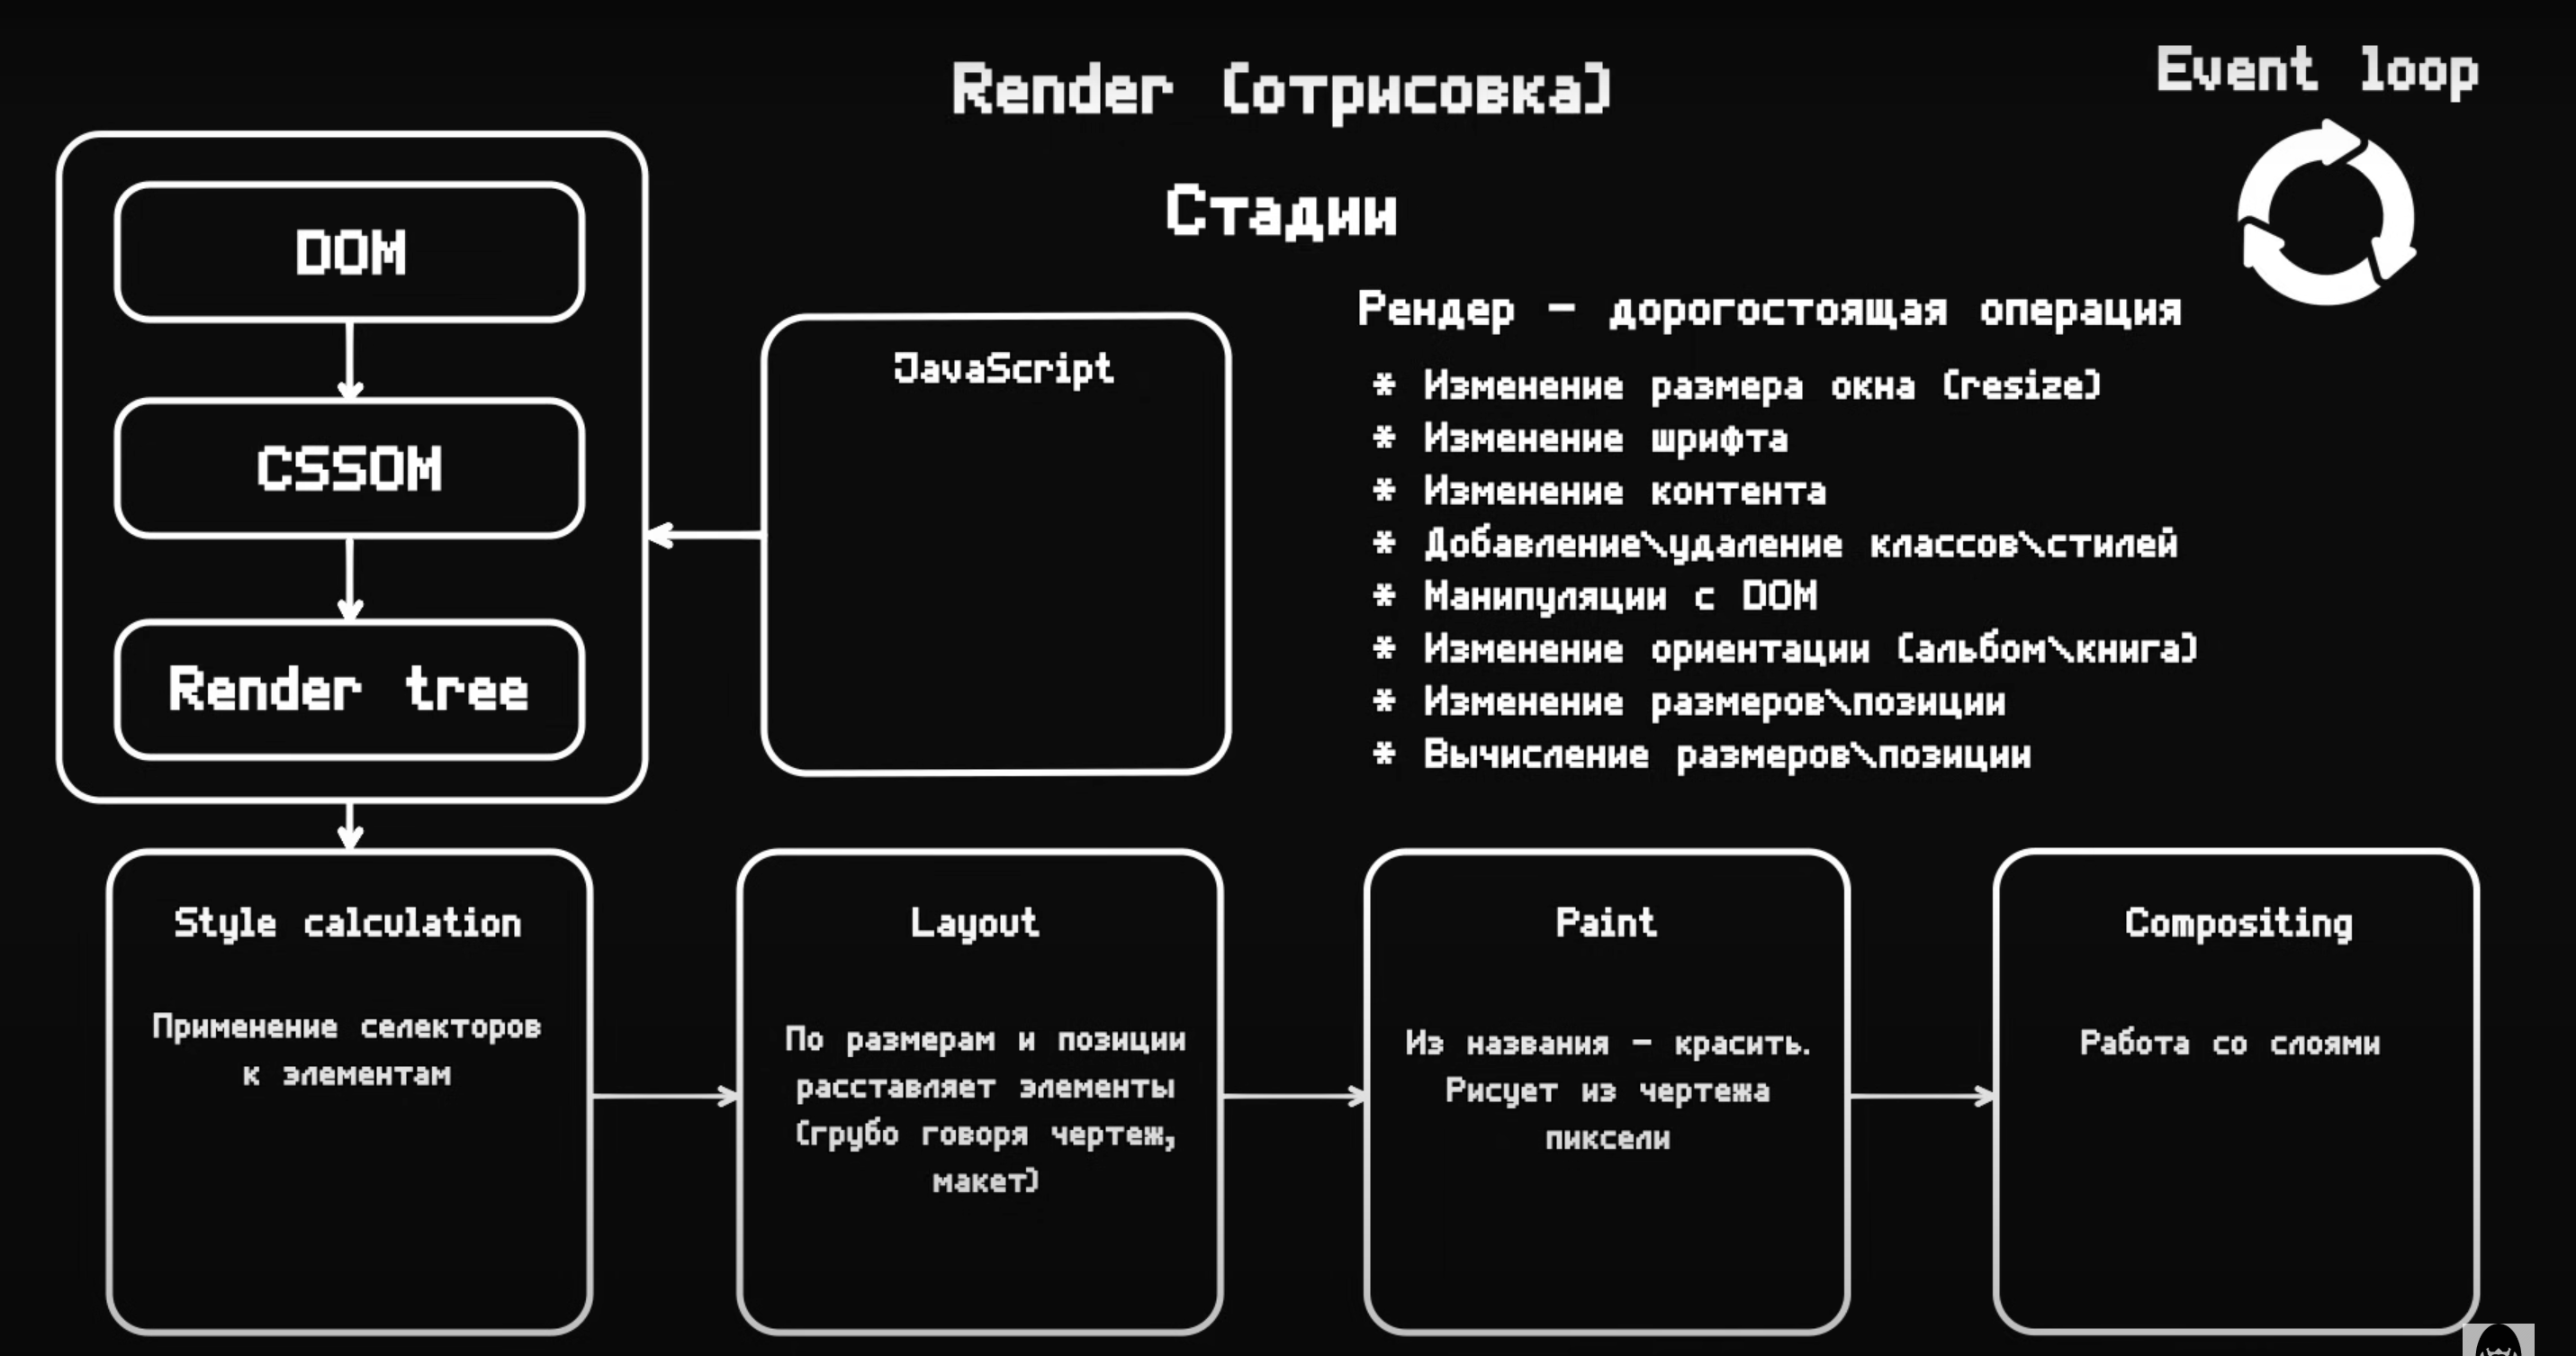 Render (отрисовка)
Event loop
Стадии
DOM
CSSOM
Render tree
JavaScript
Рендер – дорогостоящая операция
* Изменение размера окна (resize)
* Изменение шрифта
* Изменение контента
* Добавление\удаление классов\стилей
* Манипуляции с DOM
* Изменение ориентации (альбом\книга)
* Изменение размеров\позиции
* Вычисление размеров\позиции
Style calculation
Применение селекторов
к элементам
Layout
По размерам и позиции
расставляет элементы
(грубо говоря чертеж,
макет)
Paint
Из названия – красить.
Рисует из чертежа
пиксели
Compositing
Работа со слоями